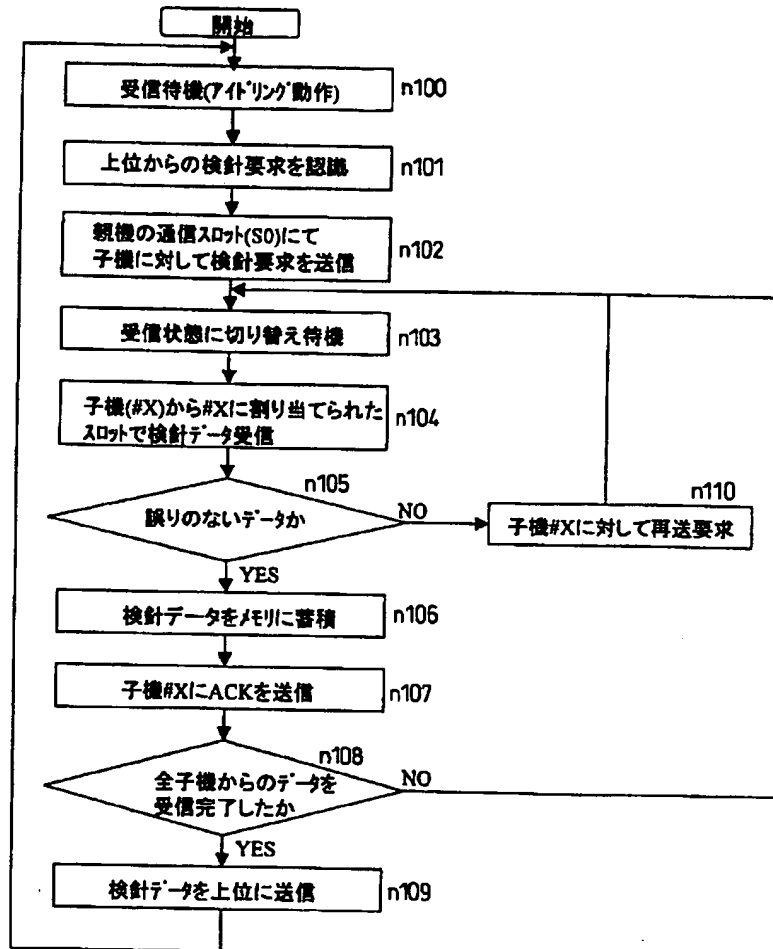 開始
受信待機(ｱｲﾄﾞﾘﾝｸﾞ動作)
n100
上位からの検針要求を認識
n101
親機の通信ｽﾛｯﾄ(S0)にて
子機に対して検針要求を送信
n102
受信状態に切り替え待機
n103
子機(#X)から#Xに割り当てられた
ｽﾛｯﾄで検針ﾃﾞｰﾀ受信
n104
n105
誤りのないﾃﾞｰﾀか
NO
n110
子機#Xに対して再送要求
YES
検針データをﾒﾓﾘに蓄積
n106
子機#XにACKを送信
n107
n108
全子機からのﾃﾞｰﾀを
受信完了したか
NO
YES
検針ﾃﾞｰﾀを上位に送信
n109